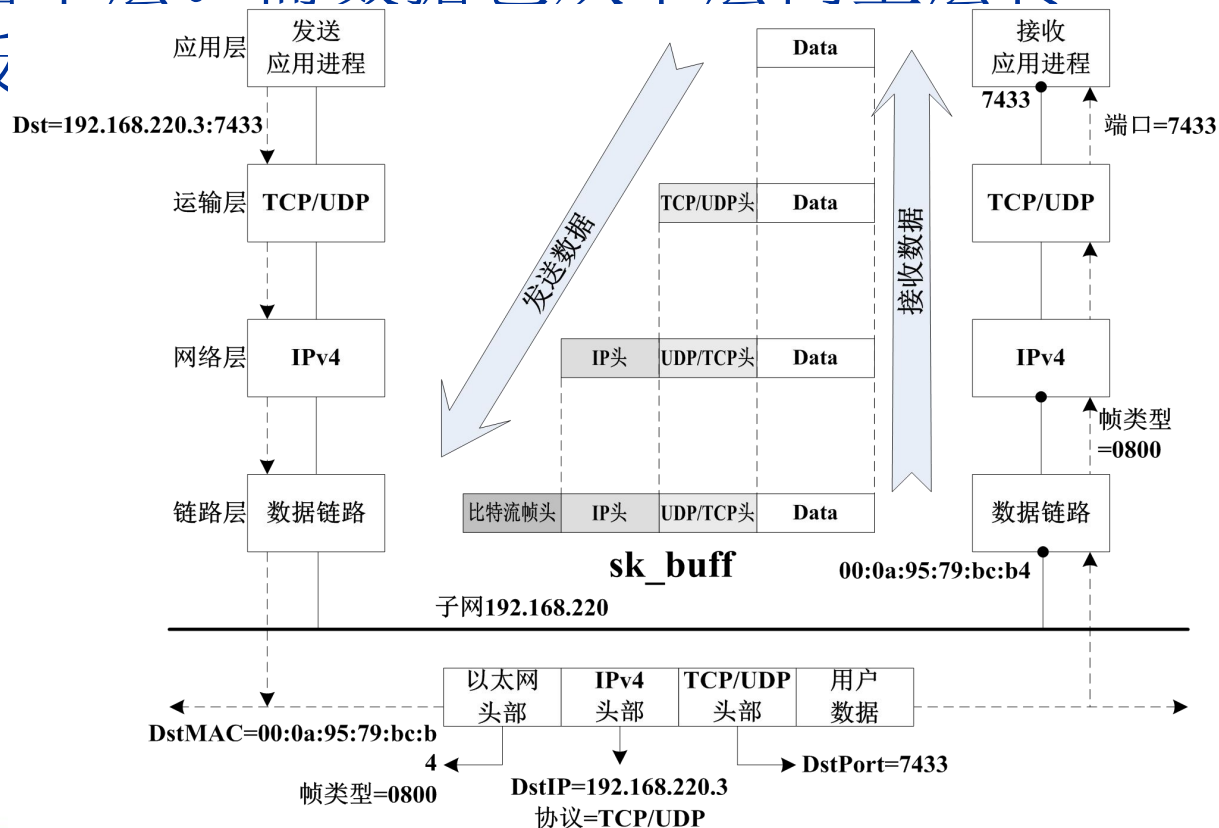 应用层
发送
应用进程
Data
接收
应用进程
7433
Dst=192.168.220.3:7433
端口=7433
运输层
TCP/UDP
TCP/UDP头
Data
TCP/UDP
发送数据
接收数据
网络层
IPv4
IP头
UDP/TCP头
Data
IPv4
帧类型
=0800
链路层
数据链路
比特流帧头
IP头
UDP/TCP头
Data
数据链路
sk_buff
00:0a:95:79:bc:b4
子网192.168.220
以太网
头部
IPv4
头部
TCP/UDP
头部
用户
数据
DstMAC=00:0a:95:79:bc:b
4
帧类型=0800
DstIP=192.168.220.3
协议=TCP/UDP
DstPort=7433